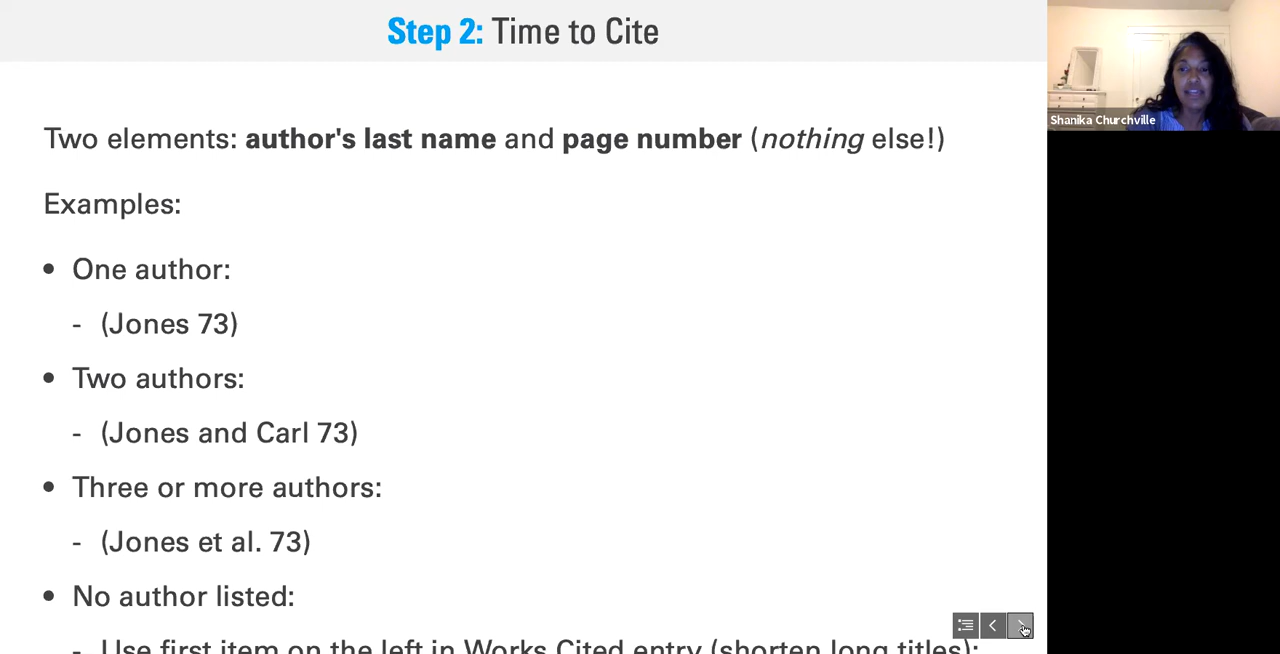 Step 2: Time to Cite
Two elements: author's last name and page number (nothing else!)
Examples:
• One author:
- (Jones 73)
• Two authors:
- (Jones and Carl 73)
• Three or more authors:
- (Jones et al. 73)
• No author listed:
- Use first item on the left in Works Cited entry (shorten long titles):
Shanika Churchville